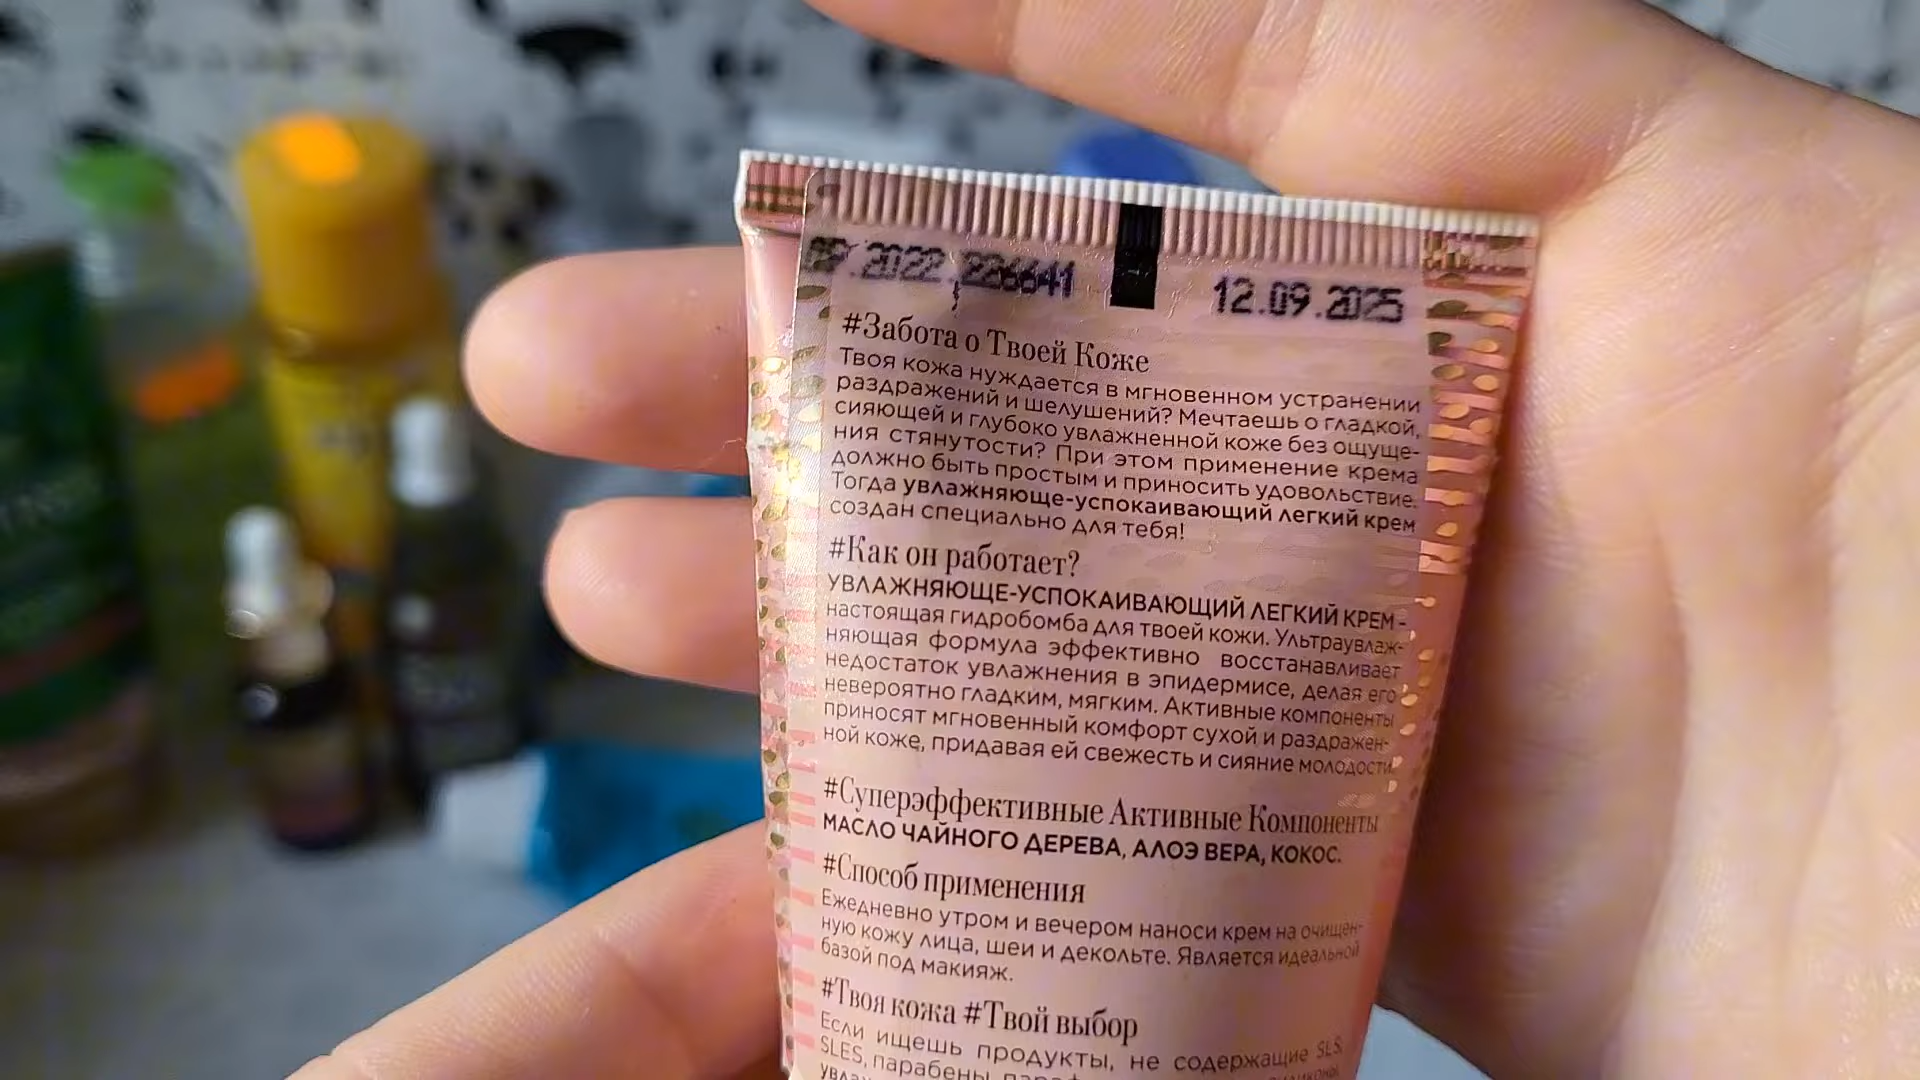 .2022 226641 12.09.2025
#Забота о Твоей Коже
Твоя кожа нуждается в мгновенном устранении
раздражений и шелушений? Мечтаешь о гладкой,
сияющей и глубоко увлажненной коже без ощуще-
ния стянутости? При этом применение крема
должно быть простым и приносить удовольствие.
Тогда увлажняюще-успокаивающий легкий крем
создан специально для тебя!
#Как он работает?
УВЛАЖНЯЮЩЕ-УСПОКАИВАЮЩИЙ ЛЕГКИЙ КРЕМ -
настоящая гидробомба для твоей кожи. Ультраувлаж-
няющая формула эффективно восстанавливает
недостаток увлажнения в эпидермисе, делая его
невероятно гладким, мягким. Активные компоненты
приносят мгновенный комфорт сухой и раздражен-
ной коже, придавая ей свежесть и сияние молодости.
#Суперэффективные Активные Компоненты
МАСЛО ЧАЙНОГО ДЕРЕВА, АЛОЭ ВЕРА, КОКОС.
#Способ применения
Ежедневно утром и вечером наноси крем на очищен-
ную кожу лица, шеи и декольте. Является идеальной
базой под макияж.
#Твоя кожа #Твой выбор
Если ищешь продукты, не содержащие SLS,
SLES, парабены,